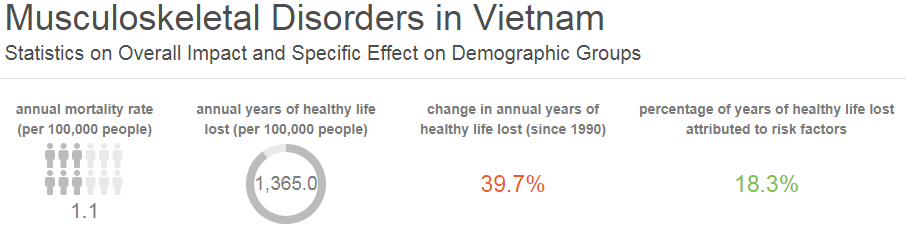 Musculoskeletal Disorders in Vietnam
Statistics on Overall Impact and Specific Effect on Demographic Groups
annual mortality rate
(per 100,000 people)
1.1
annual years of healthy life
lost (per 100,000 people)
1,365.0
change in annual years of
healthy life lost (since 1990)
39.7%
percentage of years of healthy life lost
attributed to risk factors
18.3%